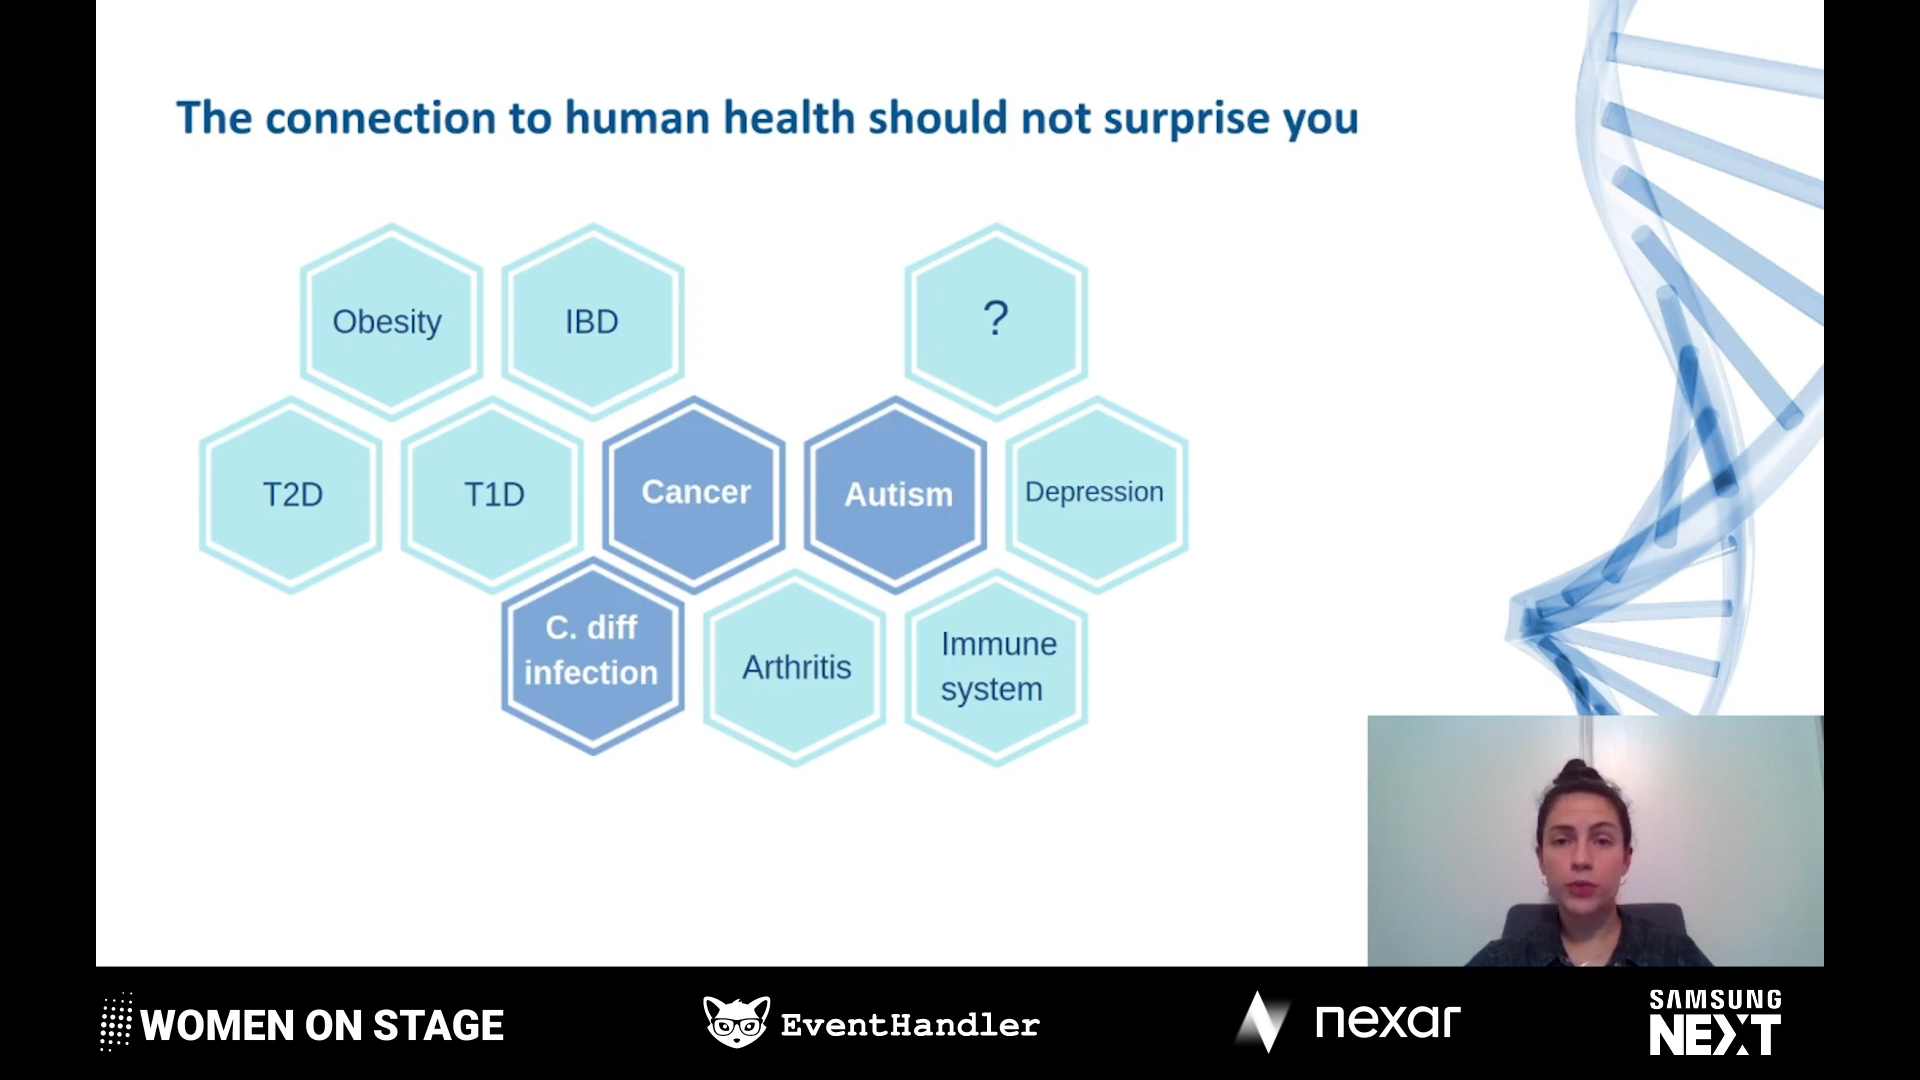 The connection to human health should not surprise you
Obesity
IBD
?
T2D
T1D
Cancer
Autism
Depression
C. diff
infection
Arthritis
Immune
system
WOMEN ON STAGE
EventHandler
nexar
SAMSUNG
NEXT